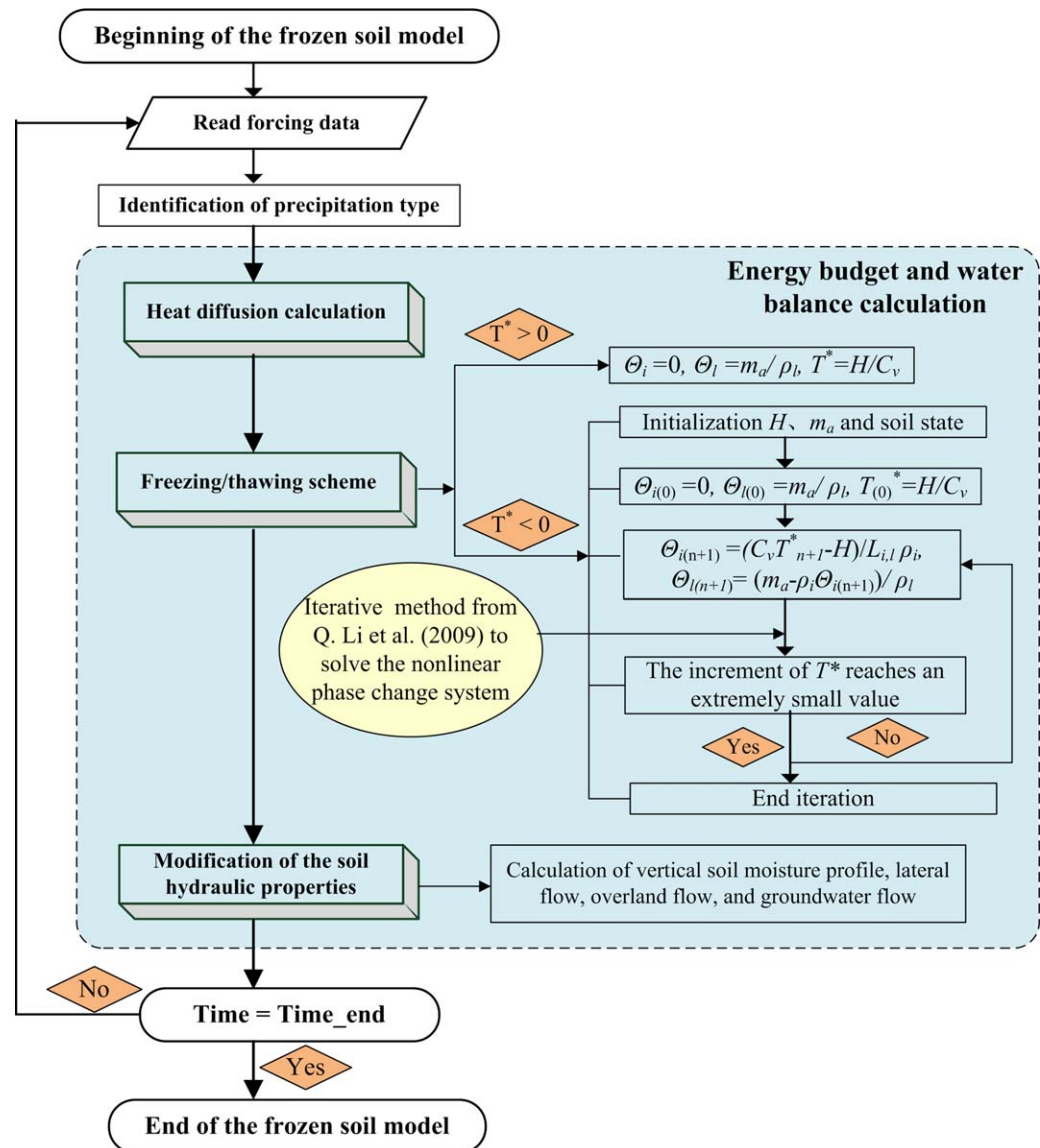 Beginning of the frozen soil model
Read forcing data
Identification of precipitation type
Energy budget and water
balance calculation
Heat diffusion calculation
T* > 0
Θi =0, Θl =ma/ ρl, T*=H/Cv
Initialization H、ma and soil state
Freezing/thawing scheme
Θi(0) =0, Θl(0) =ma/ ρl, T(0)*=H/Cv
T* < 0
Θi(n+1) =(CvT*n+1-H)/Li,l ρi,
Θl(n+1)= (ma-ρiΘi(n+1))/ ρl
Iterative method from
Q. Li et al. (2009) to
solve the nonlinear
phase change system
The increment of T* reaches an
extremely small value
Yes
No
End iteration
Modification of the soil
hydraulic properties
Calculation of vertical soil moisture profile, lateral
flow, overland flow, and groundwater flow
No
Time = Time_end
Yes
End of the frozen soil model